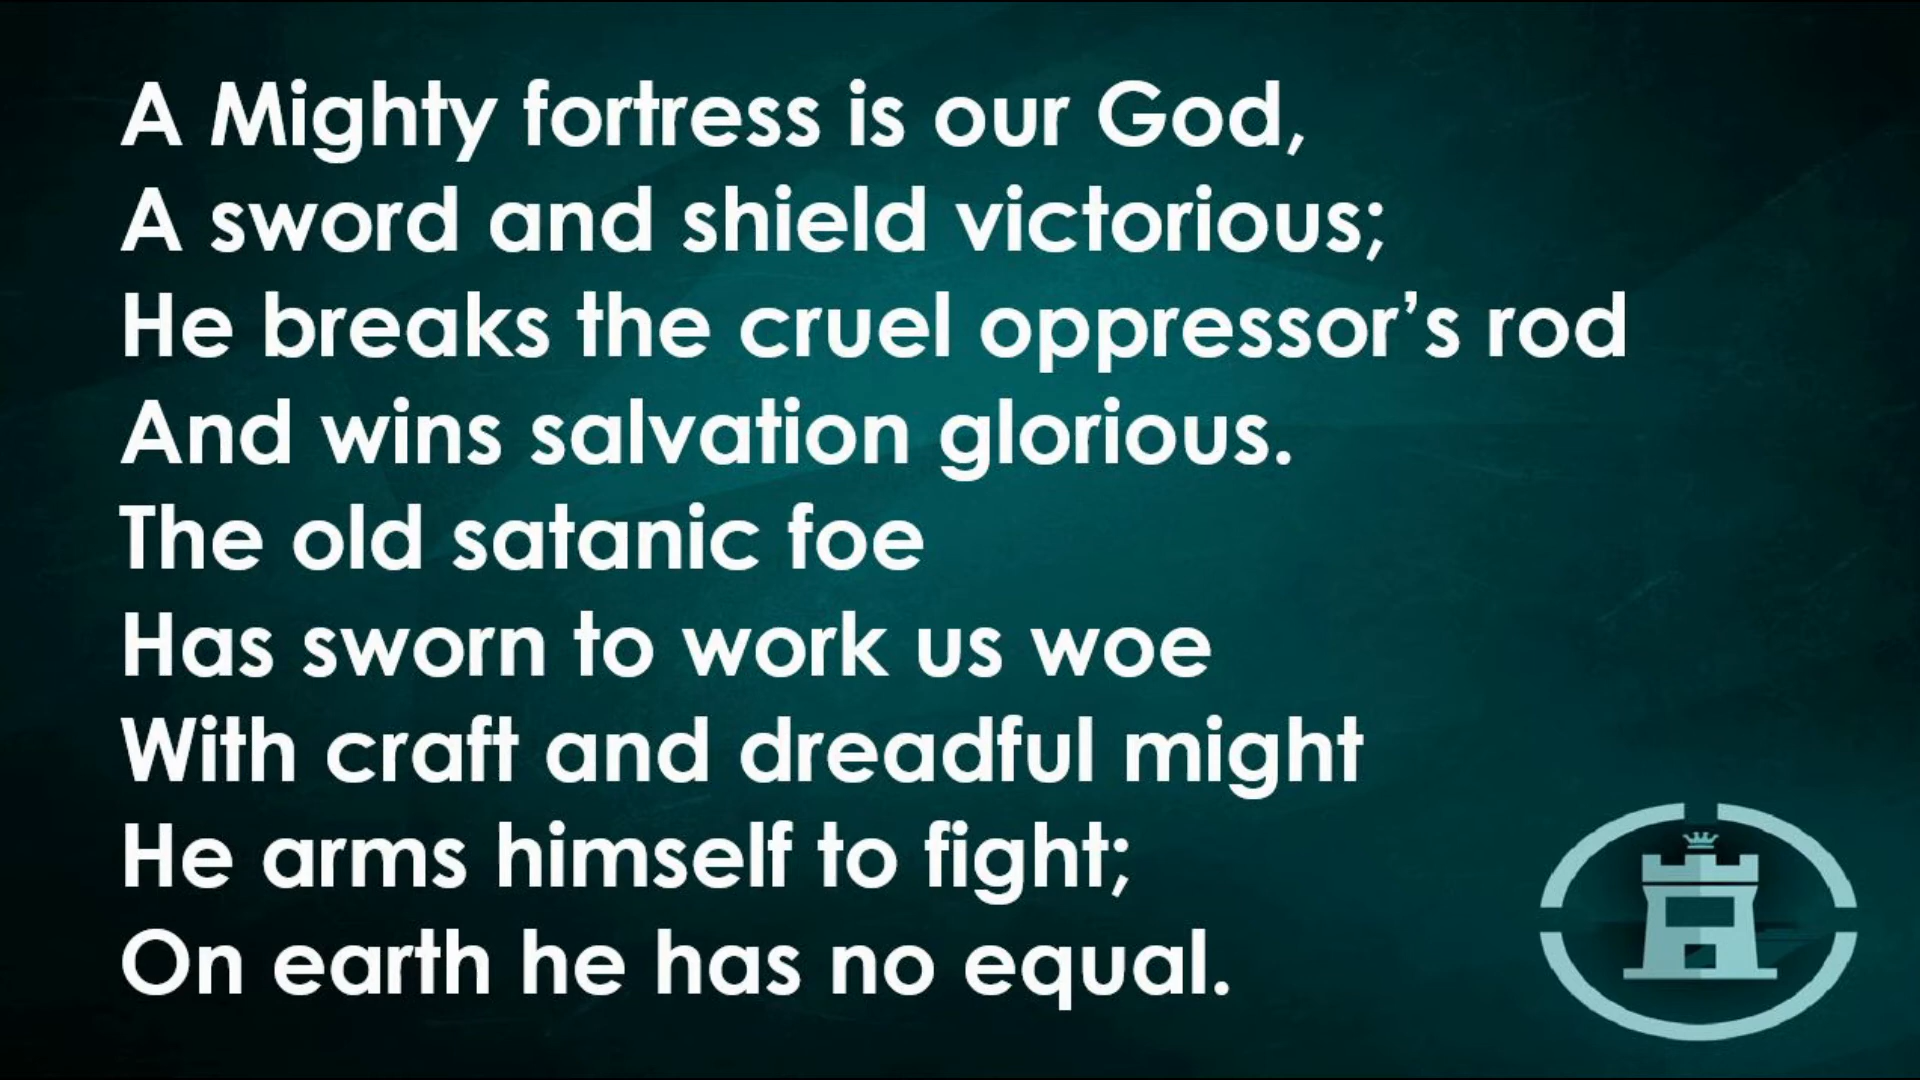 A Mighty fortress is our God,
A sword and shield victorious;
He breaks the cruel oppressor’s rod
And wins salvation glorious.
The old satanic foe
Has sworn to work us woe
With craft and dreadful might
He arms himself to fight;
On earth he has no equal.